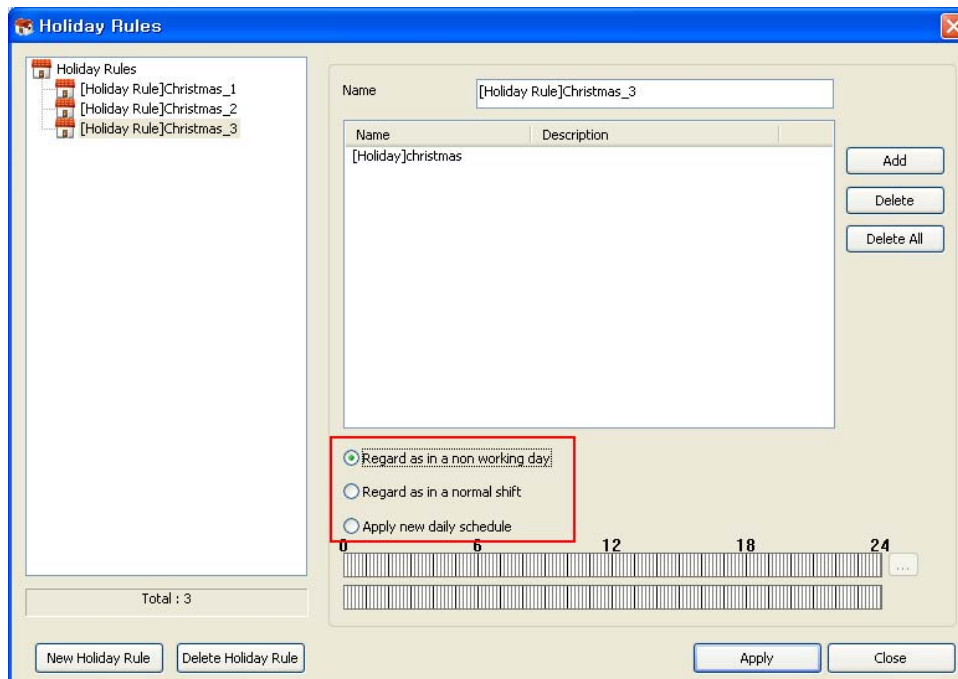 Holiday Rules
Holiday Rules
[Holiday Rule]Christmas_1
[Holiday Rule]Christmas_2
[Holiday Rule]Christmas_3
Total : 3
New Holiday Rule
Delete Holiday Rule
Name
[Holiday Rule]Christmas_3
Name Description
[Holiday]christmas
Add
Delete
Delete All
Regard as in a non working day
Regard as in a normal shift
Apply new daily schedule
0 6 12 18 24
...
Apply
Close